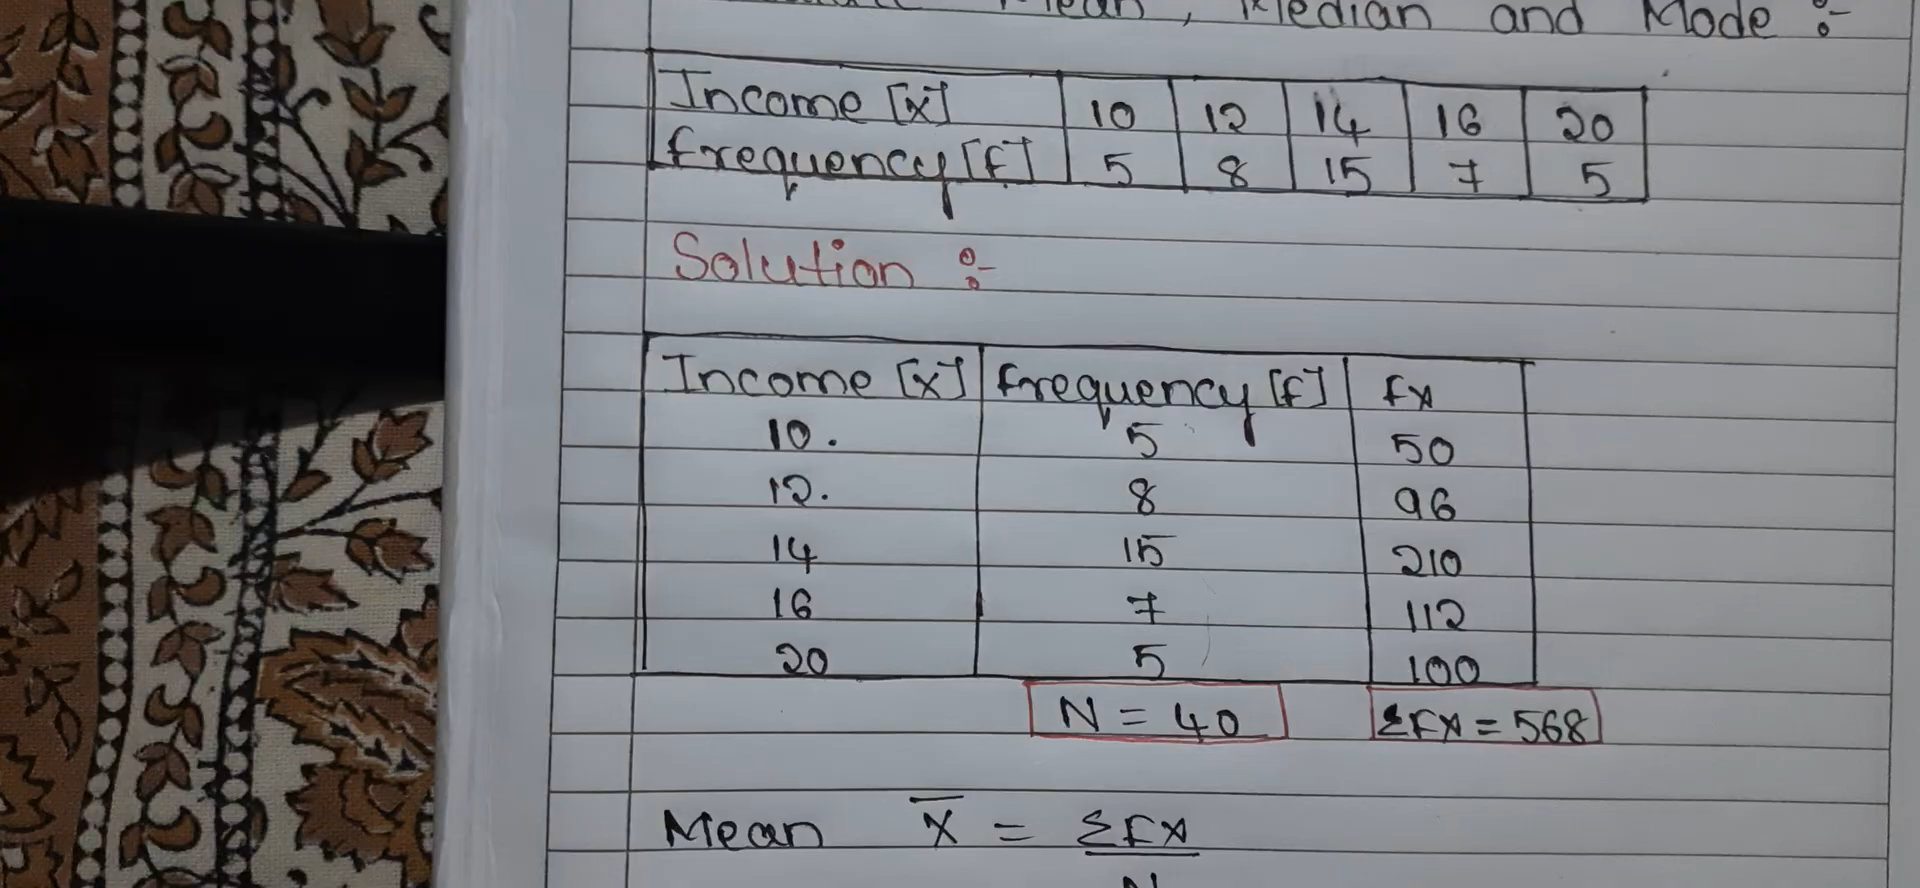 Mean, Median and Mode :-
Income [x] 10 12 14 16 20
frequency [f] 5 8 15 7 5
Solution :-
Income [x] frequency [f] fx
10. 5 50
12. 8 96
14 15 210
16 7 112
20 5 100
N = 40 Σfx = 568
Mean X̄ = Σfx
N